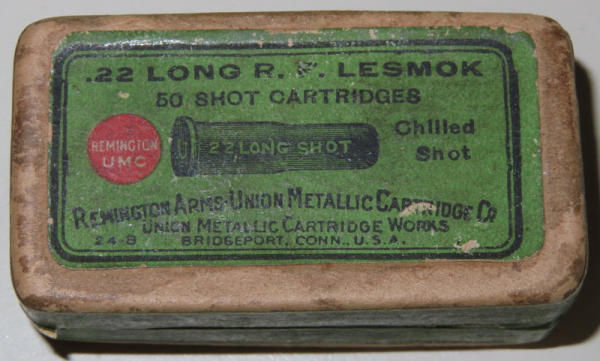 .22 LONG R. F. LESMOK
50 SHOT CARTRIDGES
REMINGTON
UMC
U
22 LONG SHOT
Chilled
Shot
REMINGTON ARMS-UNION METALLIC CARTRIDGE CO
UNION METALLIC CARTRIDGE WORKS
24-B BRIDGEPORT, CONN., U.S.A.